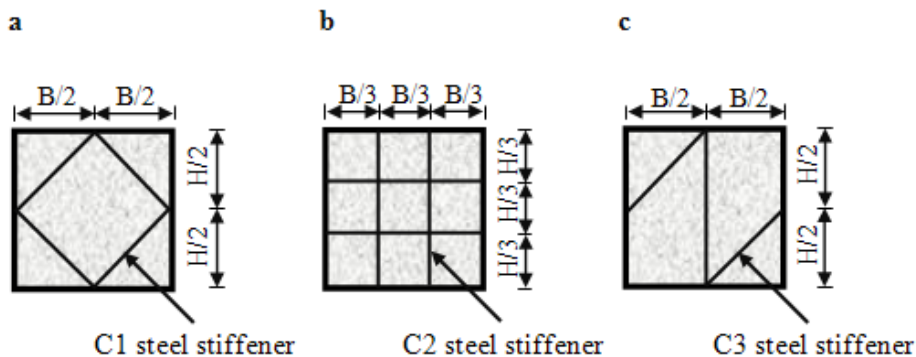 a
B/2 B/2
H/2
H/2
C1 steel stiffener
b
B/3 B/3 B/3
H/3
H/3
H/3
C2 steel stiffener
c
B/2 B/2
H/2
H/2
C3 steel stiffener